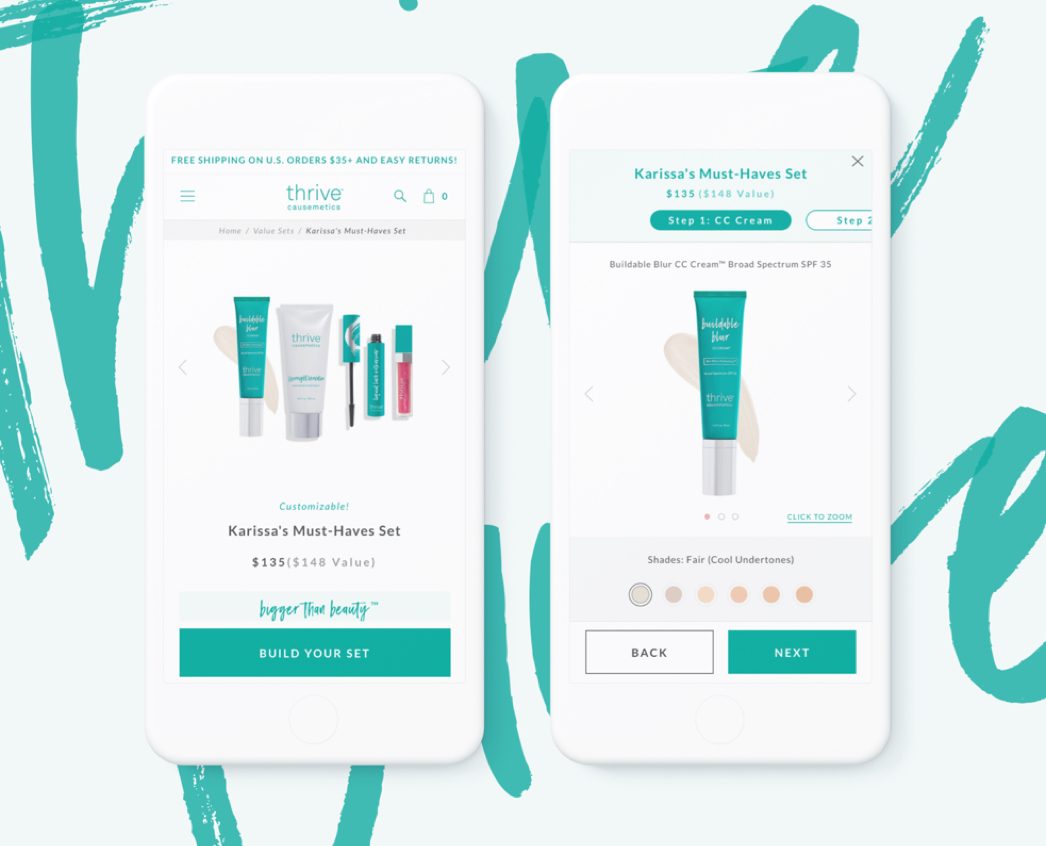 FREE SHIPPING ON U.S. ORDERS $35+ AND EASY RETURNS!
thrive™
causemetics
0
Home / Value Sets / Karissa's Must-Haves Set
buildable
blur
thrive
thrive
causemetics
Customizable!
Karissa's Must-Haves Set
$135($148 Value)
bigger than beauty™
BUILD YOUR SET
Karissa's Must-Haves Set
$135 ($148 Value)
Step 1: CC Cream
Step 2
Buildable Blur CC Cream™ Broad Spectrum SPF 35
buildable
blur
thrive
causemetics
CLICK TO ZOOM
Shades: Fair (Cool Undertones)
BACK
NEXT